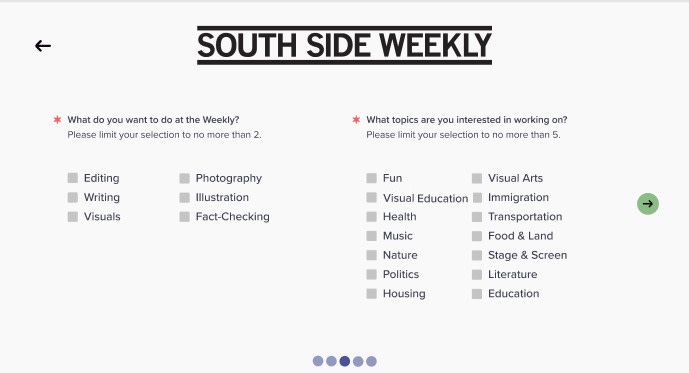 SOUTH SIDE WEEKLY
What do you want to do at the Weekly?
Please limit your selection to no more than 2.
Editing
Writing
Visuals
Photography
Illustration
Fact-Checking
What topics are you interested in working on?
Please limit your selection to no more than 5.
Fun
Visual Education
Health
Music
Nature
Politics
Housing
Visual Arts
Immigration
Transportation
Food & Land
Stage & Screen
Literature
Education